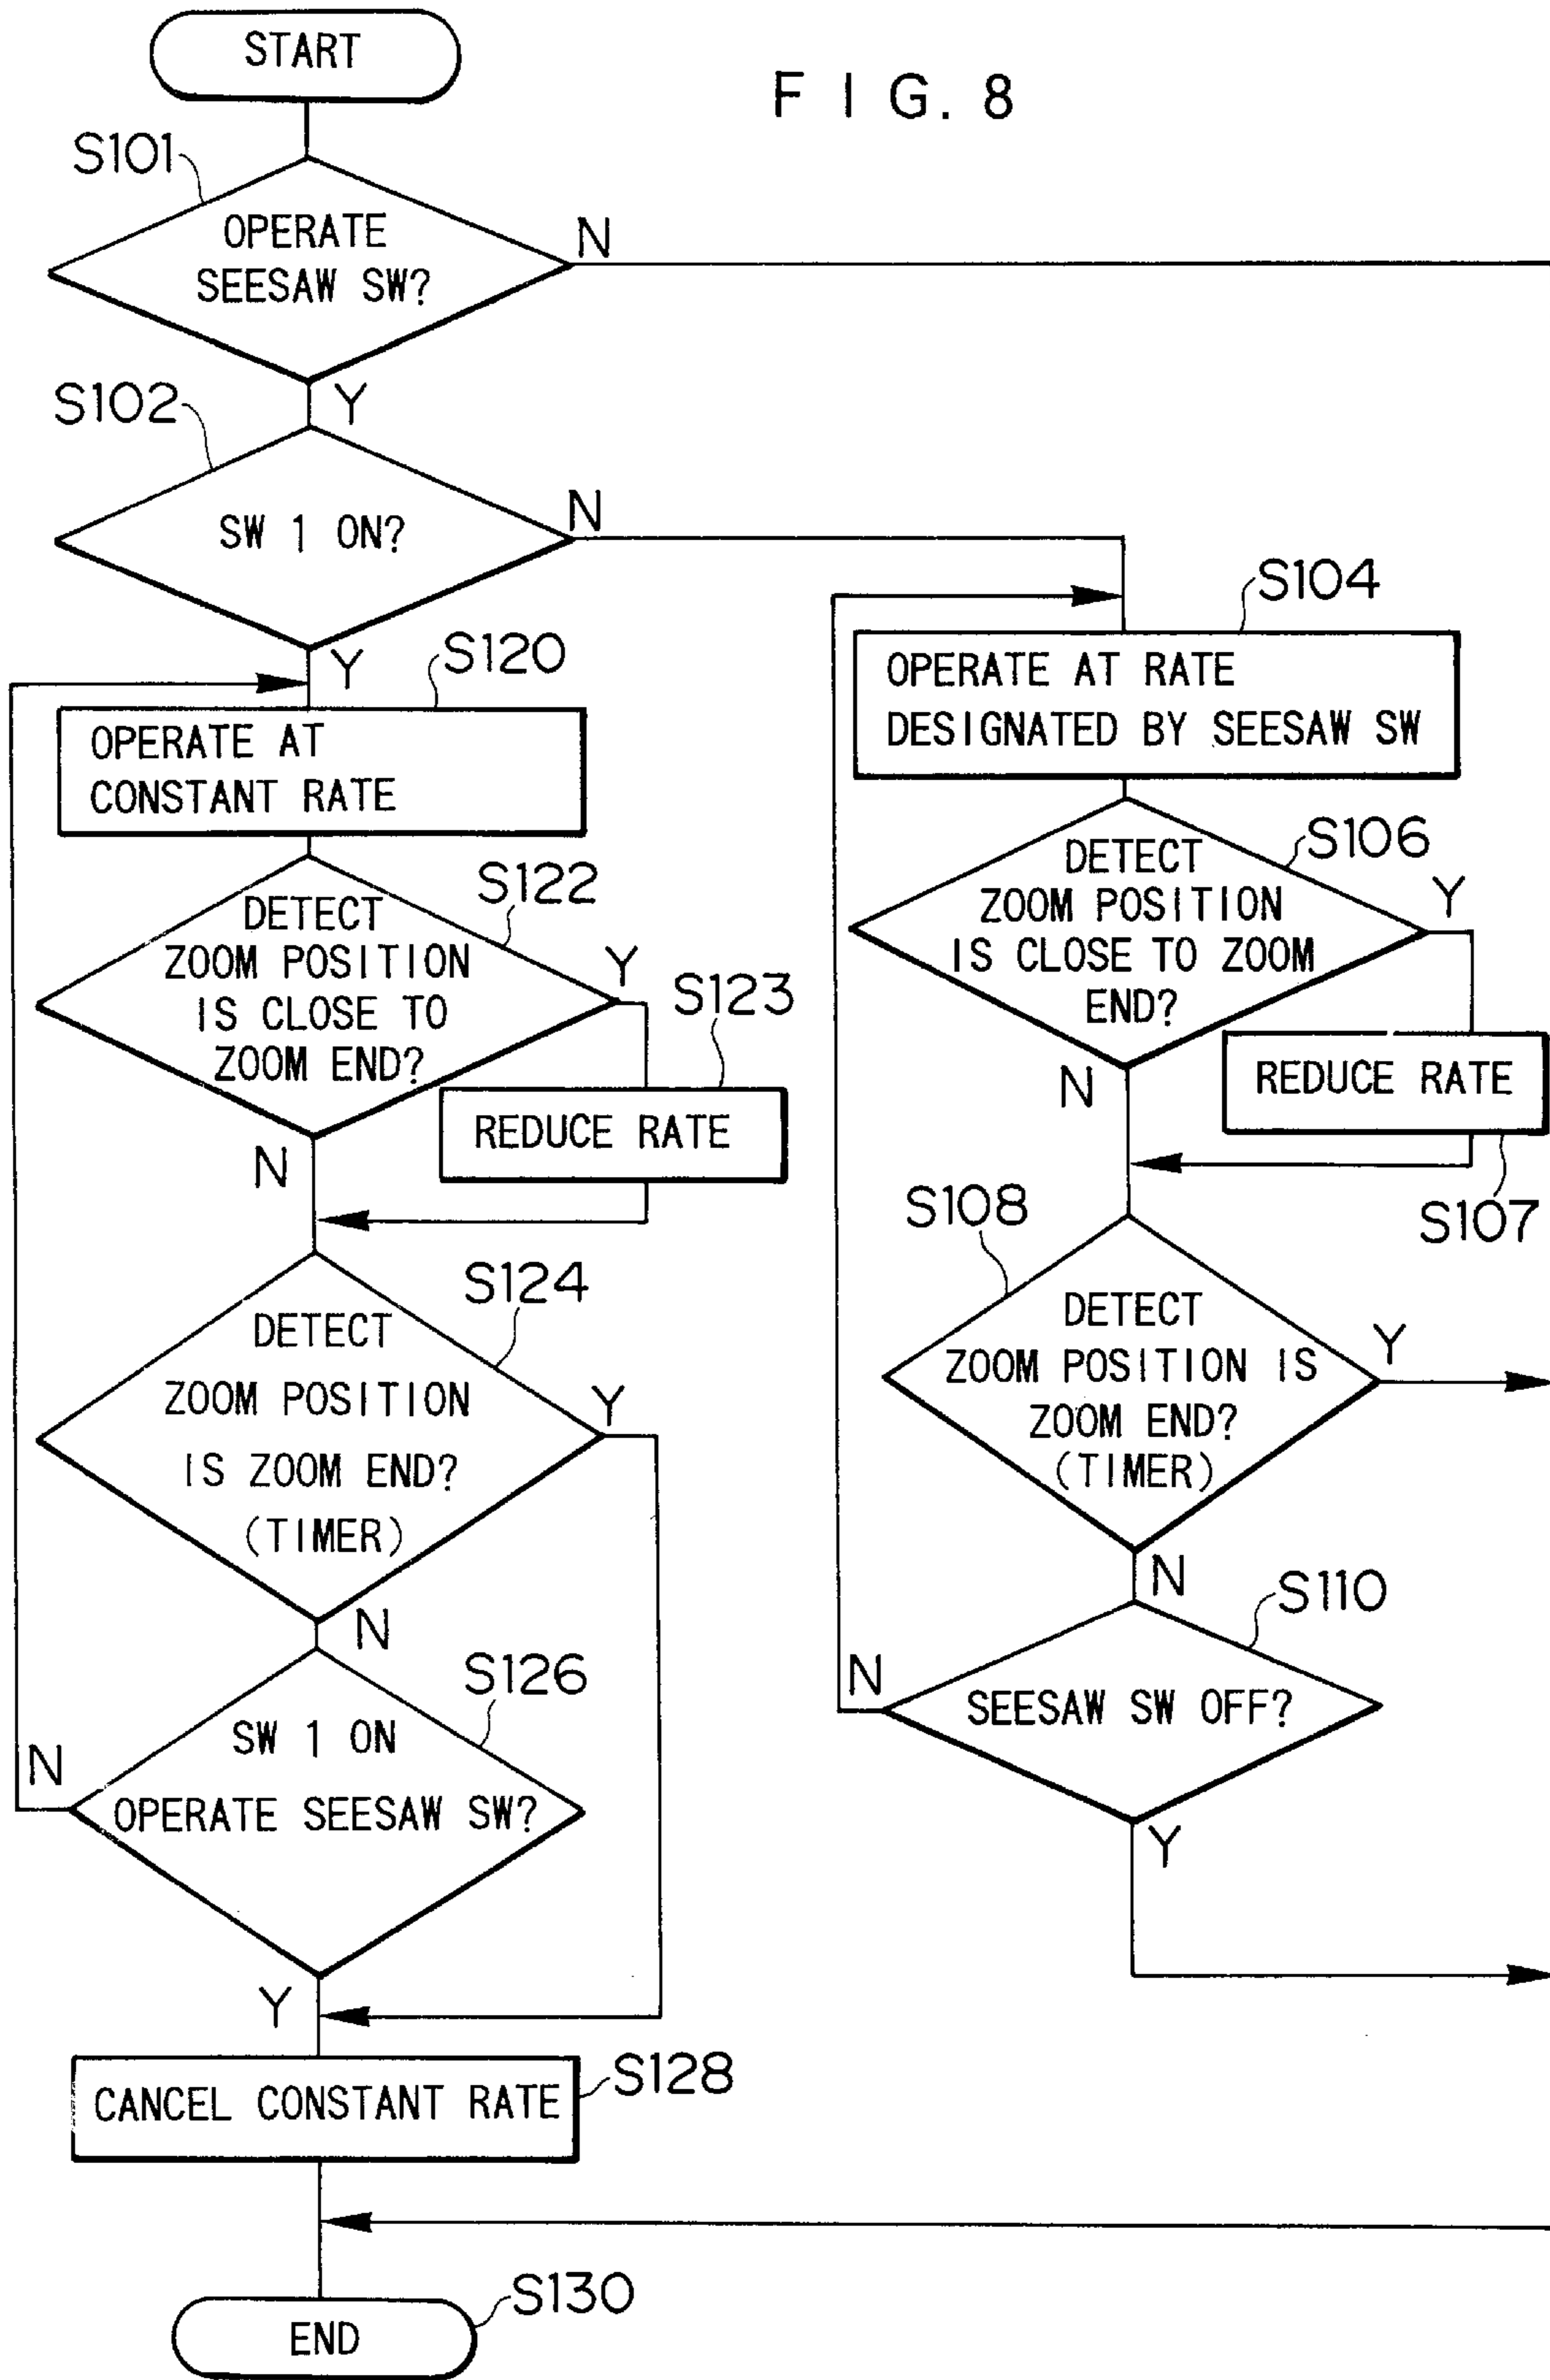 START
F I G. 8
S101
OPERATE
SEESAW SW?
N
Y
S102
SW 1 ON?
N
Y
S120
OPERATE AT
CONSTANT RATE
S122
DETECT
ZOOM POSITION
IS CLOSE TO
ZOOM END?
Y
S123
REDUCE RATE
N
S124
DETECT
ZOOM POSITION
IS ZOOM END?
(TIMER)
Y
N
S126
SW 1 ON
OPERATE SEESAW SW?
N
Y
S128
CANCEL CONSTANT RATE
S130
END
S104
OPERATE AT RATE
DESIGNATED BY SEESAW SW
S106
DETECT
ZOOM POSITION
IS CLOSE TO ZOOM
END?
Y
REDUCE RATE
S107
N
S108
DETECT
ZOOM POSITION IS
ZOOM END?
(TIMER)
Y
N
S110
SEESAW SW OFF?
N
Y